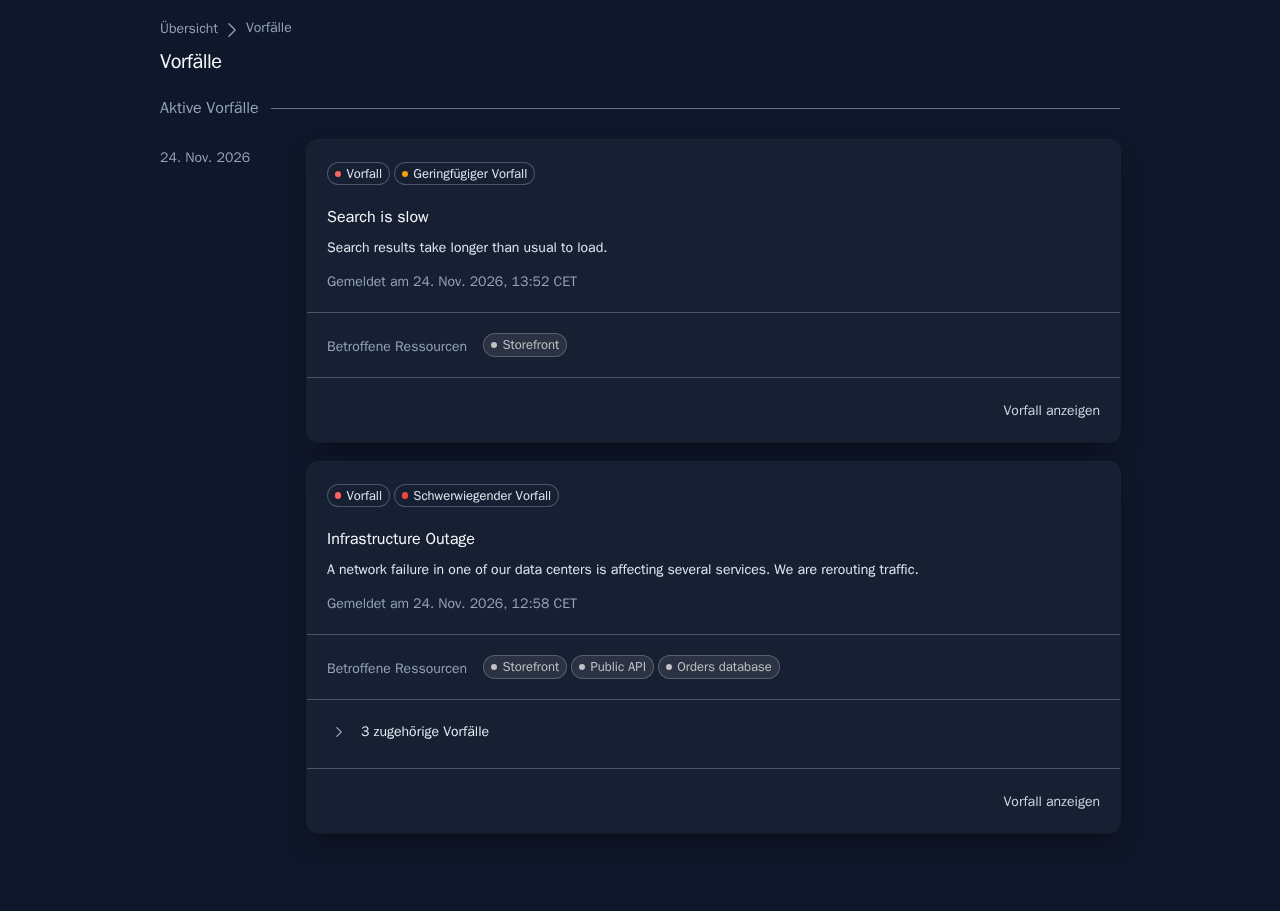 Übersicht Vorfälle
Vorfälle
Aktive Vorfälle
24. Nov. 2026
Vorfall Geringfügiger Vorfall
Search is slow
Search results take longer than usual to load.
Gemeldet am 24. Nov. 2026, 13:52 CET
Betroffene Ressourcen Storefront
Vorfall anzeigen
Vorfall Schwerwiegender Vorfall
Infrastructure Outage
A network failure in one of our data centers is affecting several services. We are rerouting traffic.
Gemeldet am 24. Nov. 2026, 12:58 CET
Betroffene Ressourcen Storefront Public API Orders database
3 zugehörige Vorfälle
Vorfall anzeigen